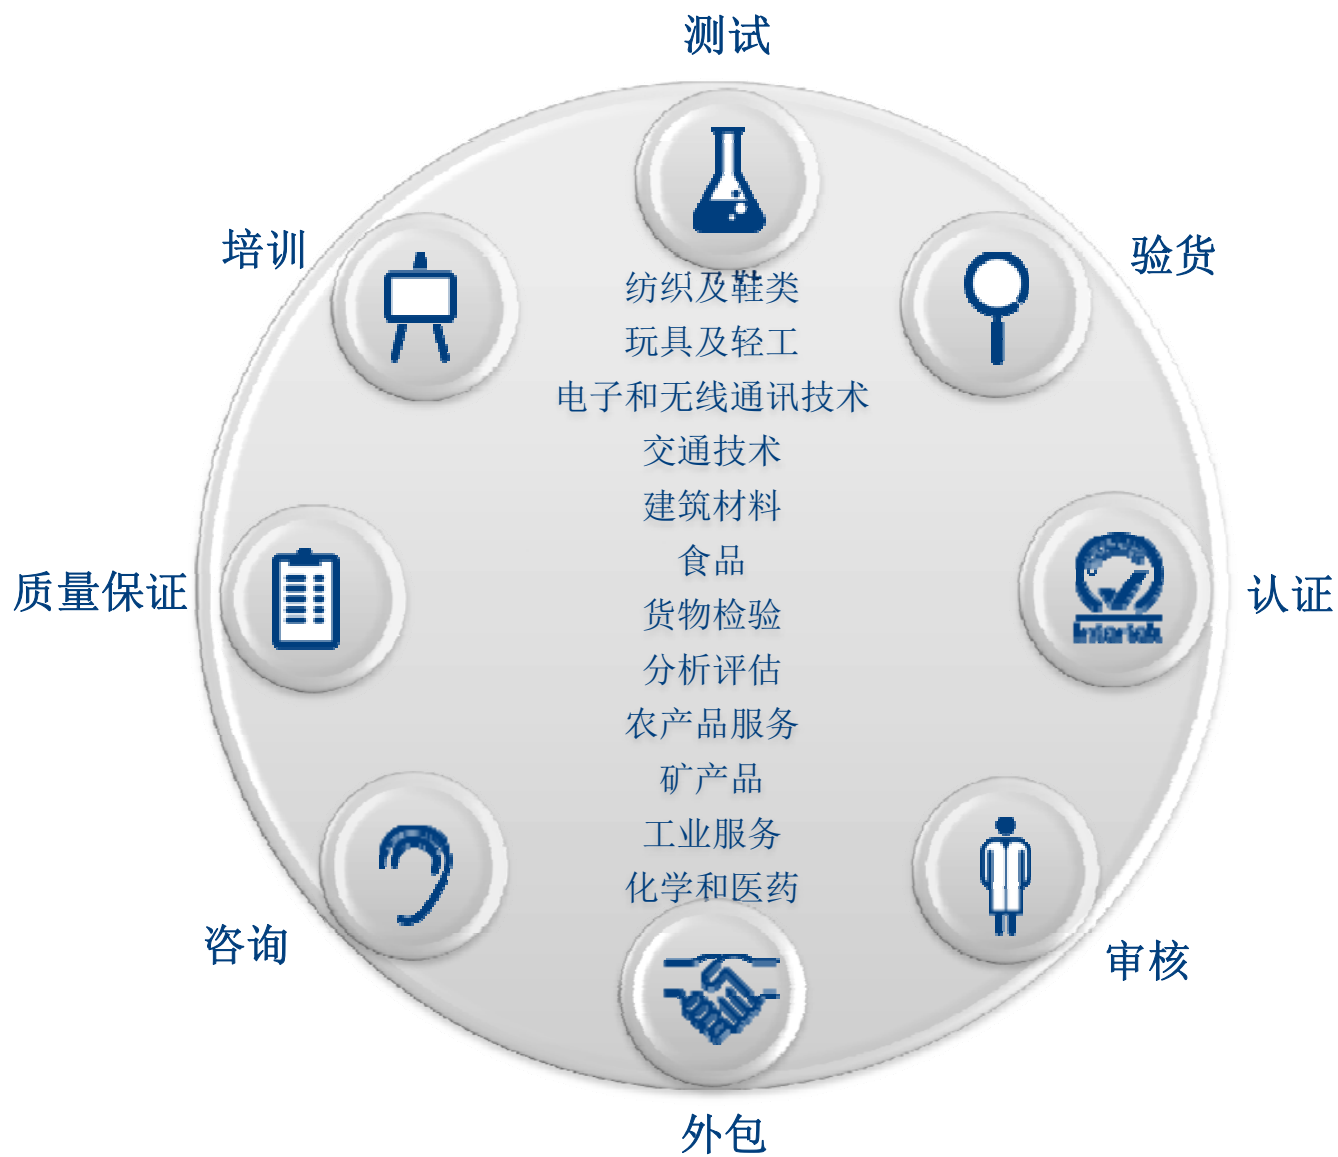 测试
培训
验货
纺织及鞋类
玩具及轻工
电子和无线通讯技术
交通技术
建筑材料
食品
质量保证
认证
Intertek
货物检验
分析评估
农产品服务
矿产品
工业服务
化学和医药
咨询
审核
外包